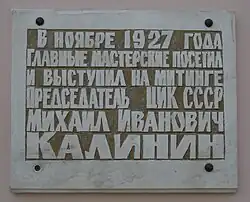 В НОЯБРЕ 1927 ГОДА
ГЛАВНЫЕ МАСТЕРСКИЕ ПОСЕТИЛ
И ВЫСТУПИЛ НА МИТИНГЕ
ПРЕДСЕДАТЕЛЬ ЦИК СССР
МИХАИЛ ИВАНОВИЧ
КАЛИНИН